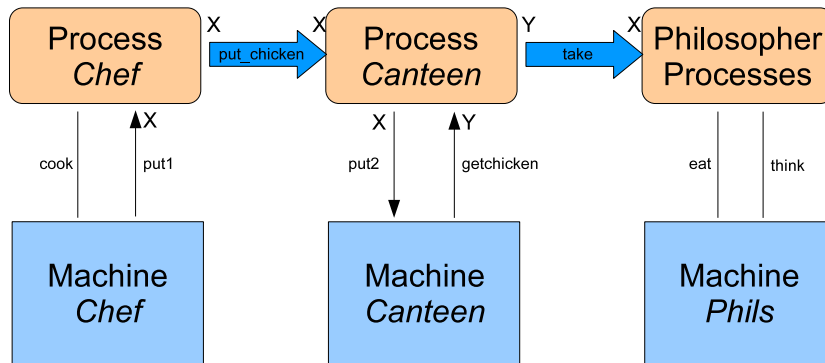 Process
Chef
X
put_chicken
X
Process
Canteen
Y
take
X
Philosopher
Processes
cook
X
put1
X
put2
Y
getchicken
eat
think
Machine
Chef
Machine
Canteen
Machine
Phils